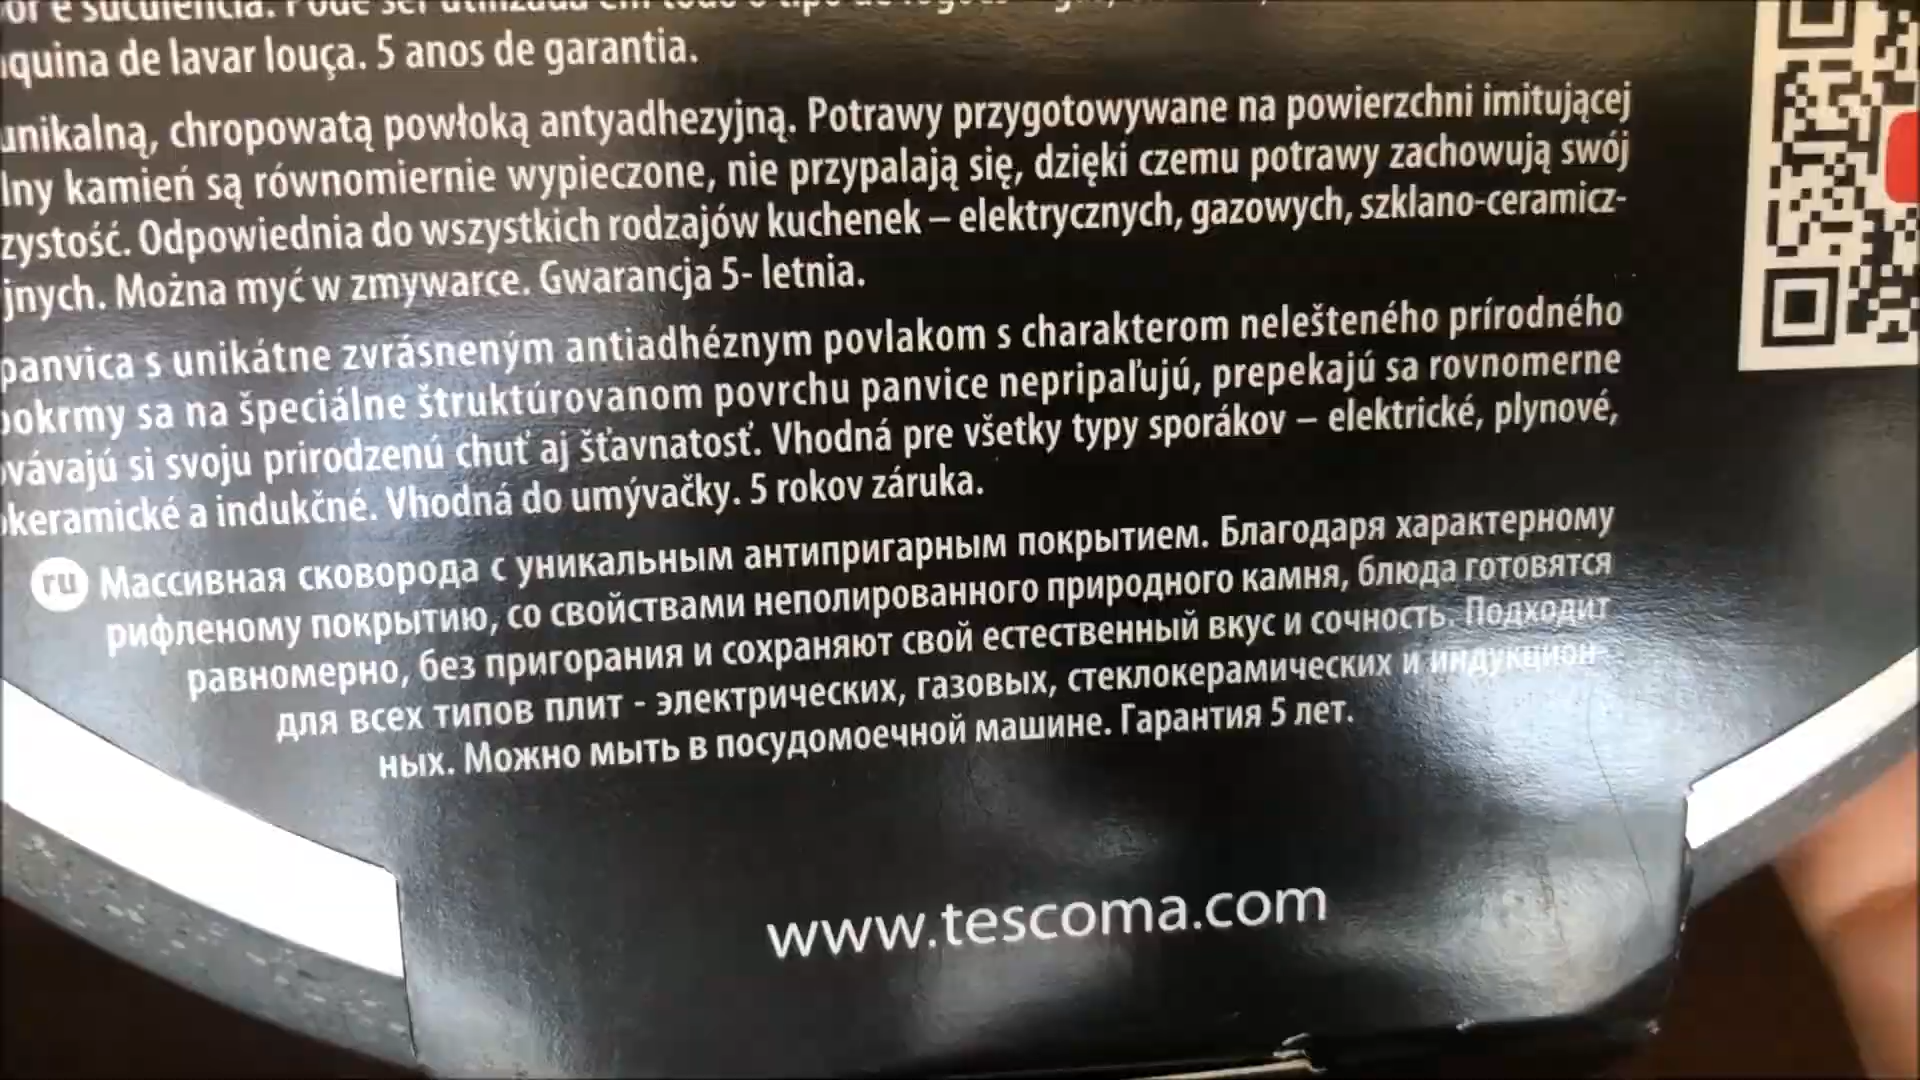 quina de lavar louça. 5 anos de garantia.
unikalną, chropowatą powłoką antyadhezyjną. Potrawy przygotowywane na powierzchni imitującej
lny kamień są równomiernie wypieczone, nie przypalają się, dzięki czemu potrawy zachowują swój
zystość. Odpowiednia do wszystkich rodzajów kuchenek – elektrycznych, gazowych, szklano-ceramicz-
jnych. Można myć w zmywarce. Gwarancja 5- letnia.
panvica s unikátne zvrásneným antiadhéznym povlakom s charakterom nelešteného prírodného
pokrmy sa na špeciálne štruktúrovanom povrchu panvice nepripaľujú, prepekajú sa rovnomerne
vávajú si svoju prirodzenú chuť aj šťavnatosť. Vhodná pre všetky typy sporákov – elektrické, plynové,
keramické a indukčné. Vhodná do umývačky. 5 rokov záruka.
ru Массивная сковорода с уникальным антипригарным покрытием. Благодаря характерному
рифленому покрытию, со свойствами неполированного природного камня, блюда готовятся
равномерно, без пригорания и сохраняют свой естественный вкус и сочность. Подходит
для всех типов плит - электрических, газовых, стеклокерамических и индукцион-
ных. Можно мыть в посудомоечной машине. Гарантия 5 лет.
www.tescoma.com